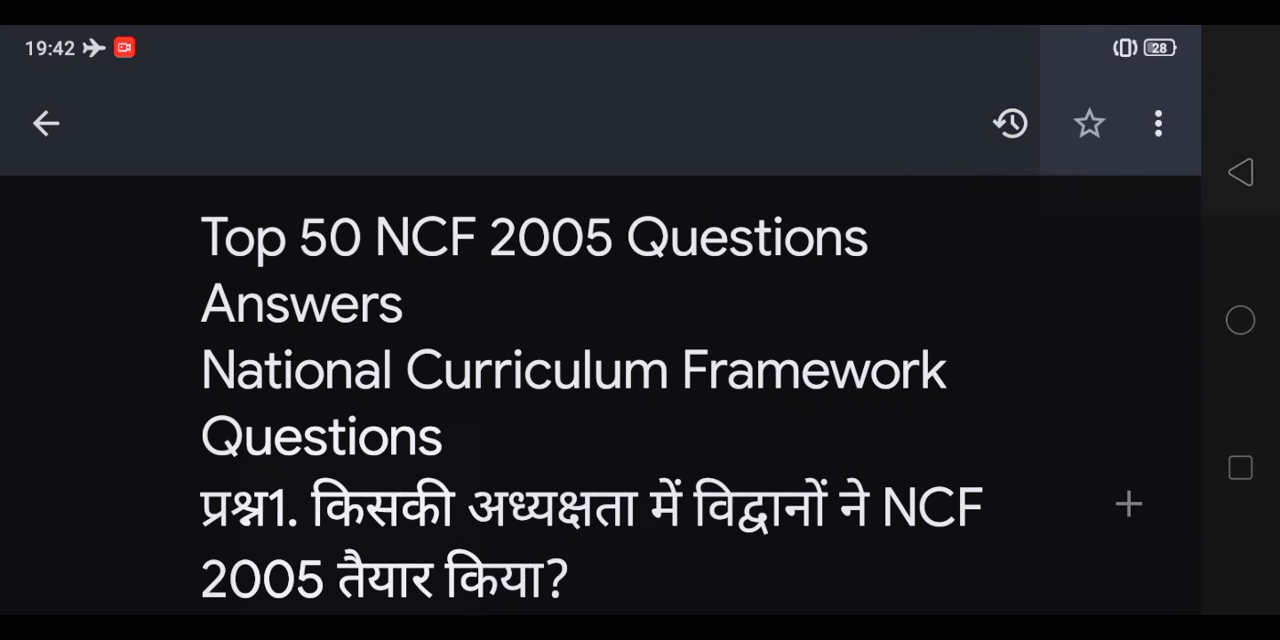 19:42
28
Top 50 NCF 2005 Questions
Answers
National Curriculum Framework
Questions
प्रश्न1. किसकी अध्यक्षता में विद्वानों ने NCF
2005 तैयार किया?